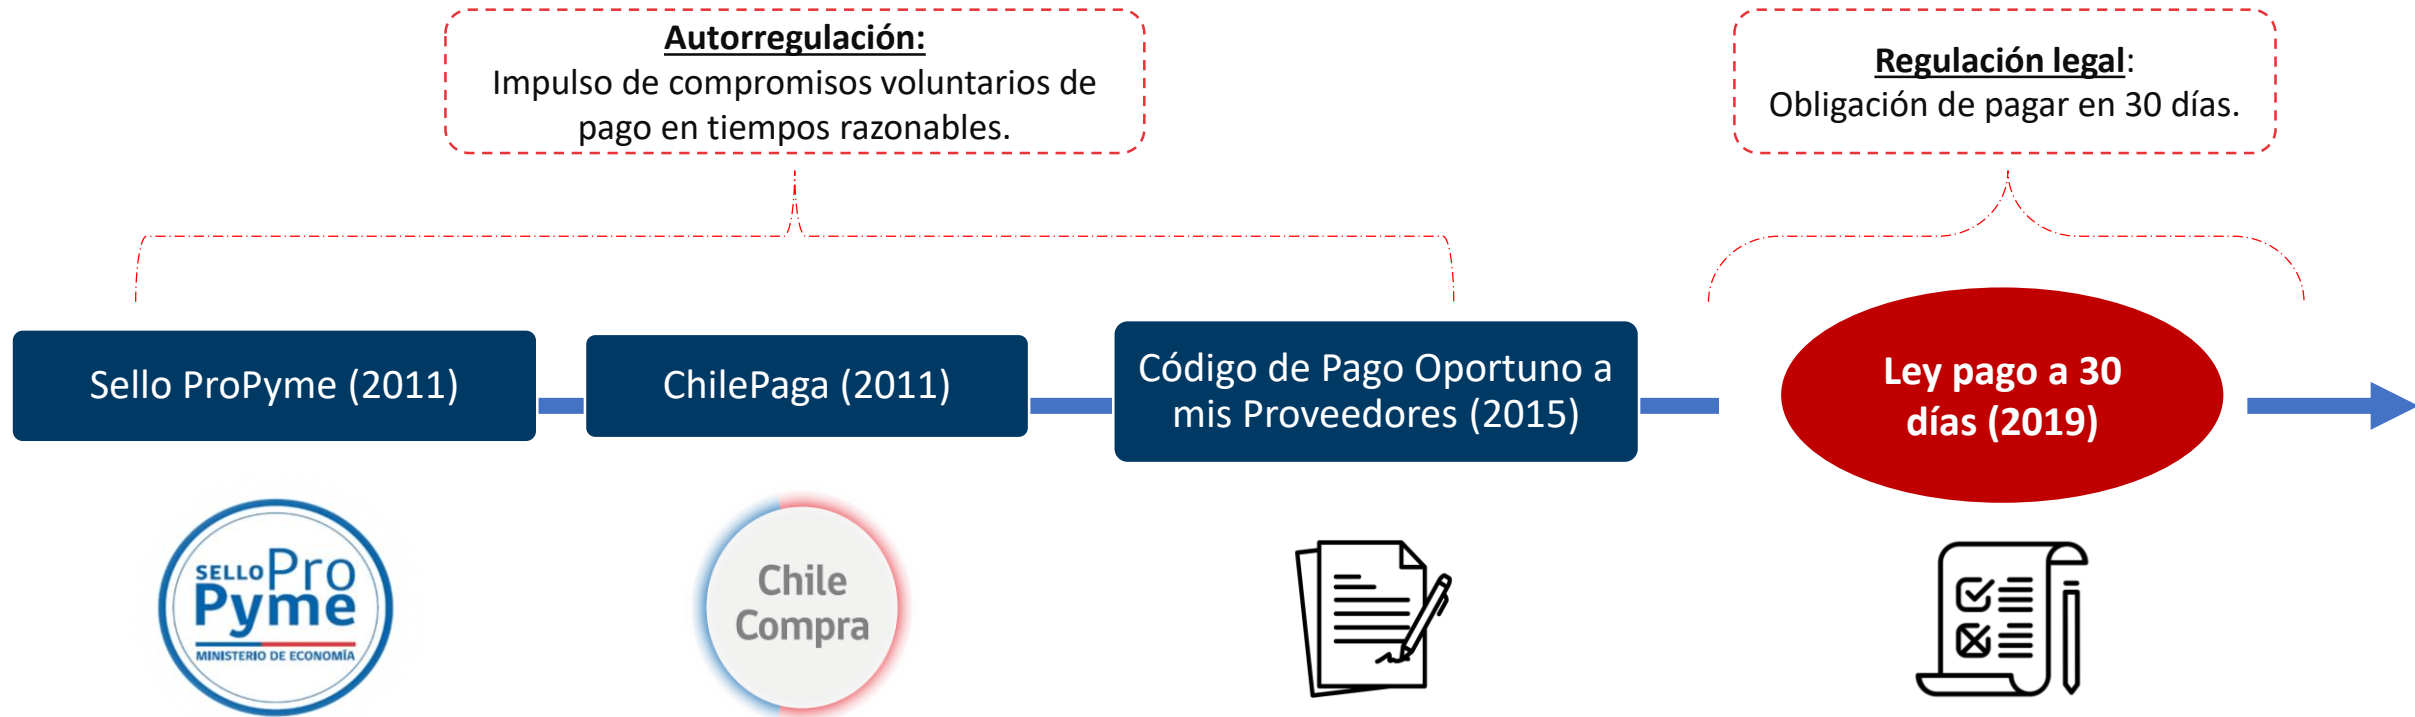 Autorregulación:
Impulso de compromisos voluntarios de
pago en tiempos razonables.
Regulación legal:
Obligación de pagar en 30 días.
Sello ProPyme (2011)
ChilePaga (2011)
Código de Pago Oportuno a
mis Proveedores (2015)
Ley pago a 30
días (2019)
SELLO Pro
Pyme
MINISTERIO DE ECONOMÍA
Chile
Compra